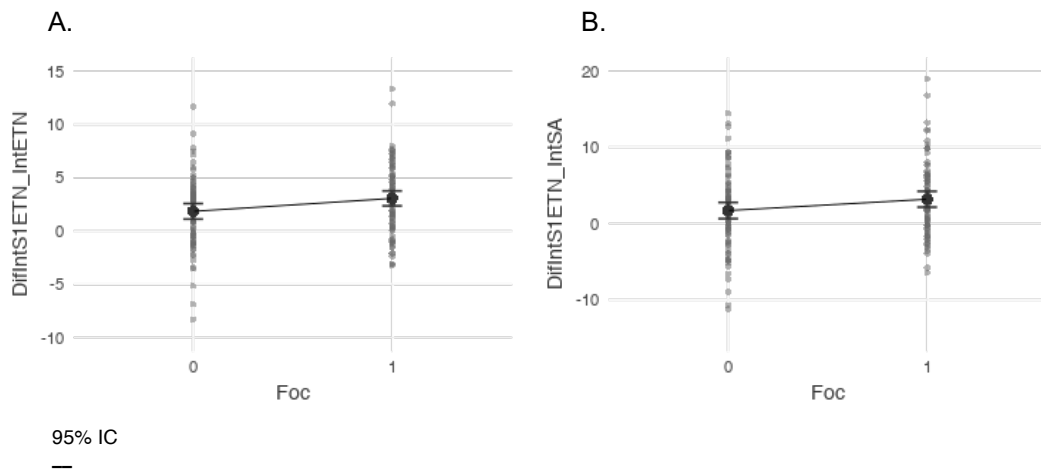 A.
DifIntS1ETN_IntETN
15
10
5
0
-5
-10
0
1
Foc
B.
DifIntS1ETN_IntSA
20
10
0
-10
0
1
Foc
95% IC